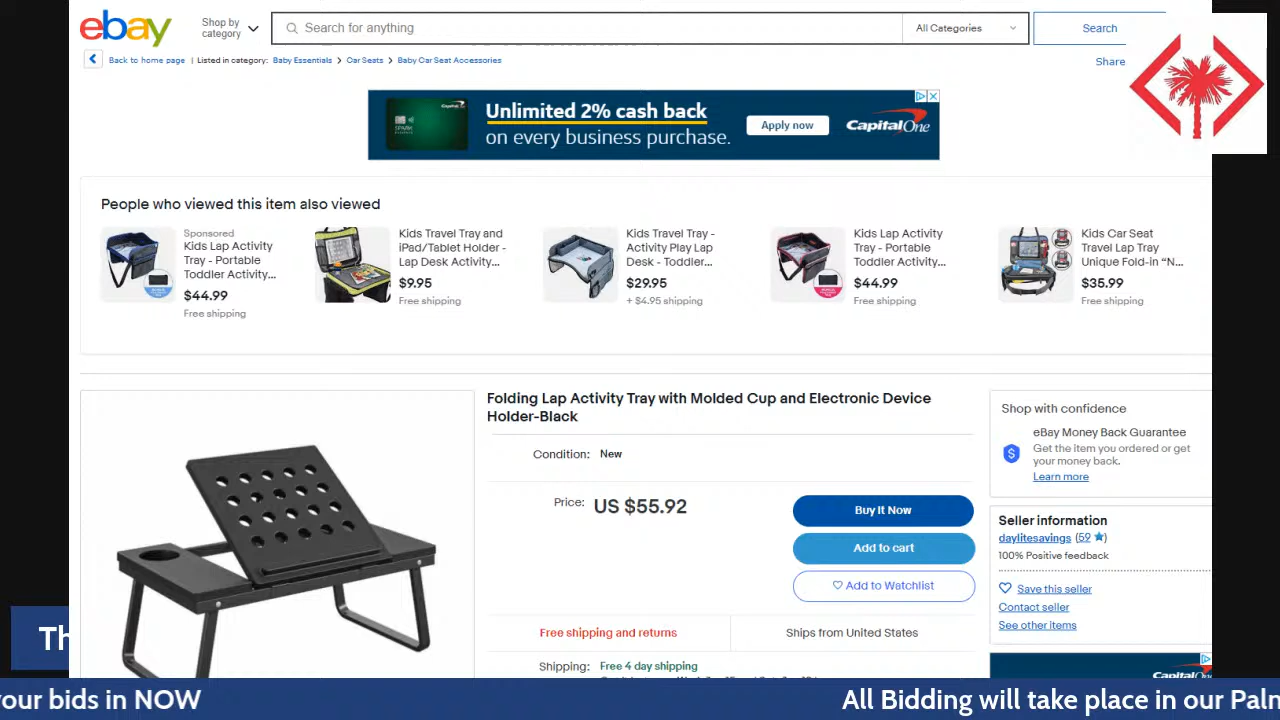 ebay
Shop by category
Search for anything
All Categories
Search
Back to home page | Listed in category: Baby Essentials > Car Seats > Baby Car Seat Accessories
Share
Unlimited 2% cash back
on every business purchase.
Apply now
Capital One
People who viewed this item also viewed
Sponsored
Kids Lap Activity
Tray - Portable
Toddler Activity...
$44.99
Free shipping
Kids Travel Tray and
iPad/Tablet Holder -
Lap Desk Activity...
$9.95
Free shipping
Kids Travel Tray -
Activity Play Lap
Desk - Toddler...
$29.95
+ $4.95 shipping
Kids Lap Activity
Tray - Portable
Toddler Activity...
$44.99
Free shipping
Kids Car Seat
Travel Lap Tray
Unique Fold-in “N...
$35.99
Free shipping
Folding Lap Activity Tray with Molded Cup and Electronic Device
Holder-Black
Condition: New
Price: US $55.92
Buy It Now
Add to cart
Add to Watchlist
Free shipping and returns
Ships from United States
Shipping: Free 4 day shipping
Shop with confidence
eBay Money Back Guarantee
Get the item you ordered or get
your money back.
Learn more
Seller information
daylitesavings (59)
100% Positive feedback
Save this seller
Contact seller
See other items
Capital One
Th
your bids in NOW
All Bidding will take place in our Palm